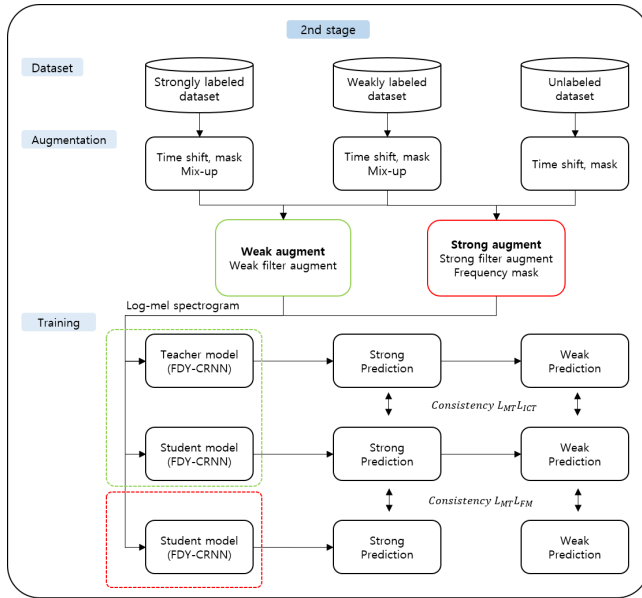 2nd stage
Dataset
Strongly labeled
dataset
Weakly labeled
dataset
Unlabeled
dataset
Augmentation
Time shift, mask
Mix-up
Time shift, mask
Mix-up
Time shift, mask
Weak augment
Weak filter augment
Strong augment
Strong filter augment
Frequency mask
Log-mel spectrogram
Training
Teacher model
(FDY-CRNN)
Strong
Prediction
Weak
Prediction
Consistency L_MT L_ICT
Student model
(FDY-CRNN)
Strong
Prediction
Weak
Prediction
Consistency L_MT L_FM
Student model
(FDY-CRNN)
Strong
Prediction
Weak
Prediction